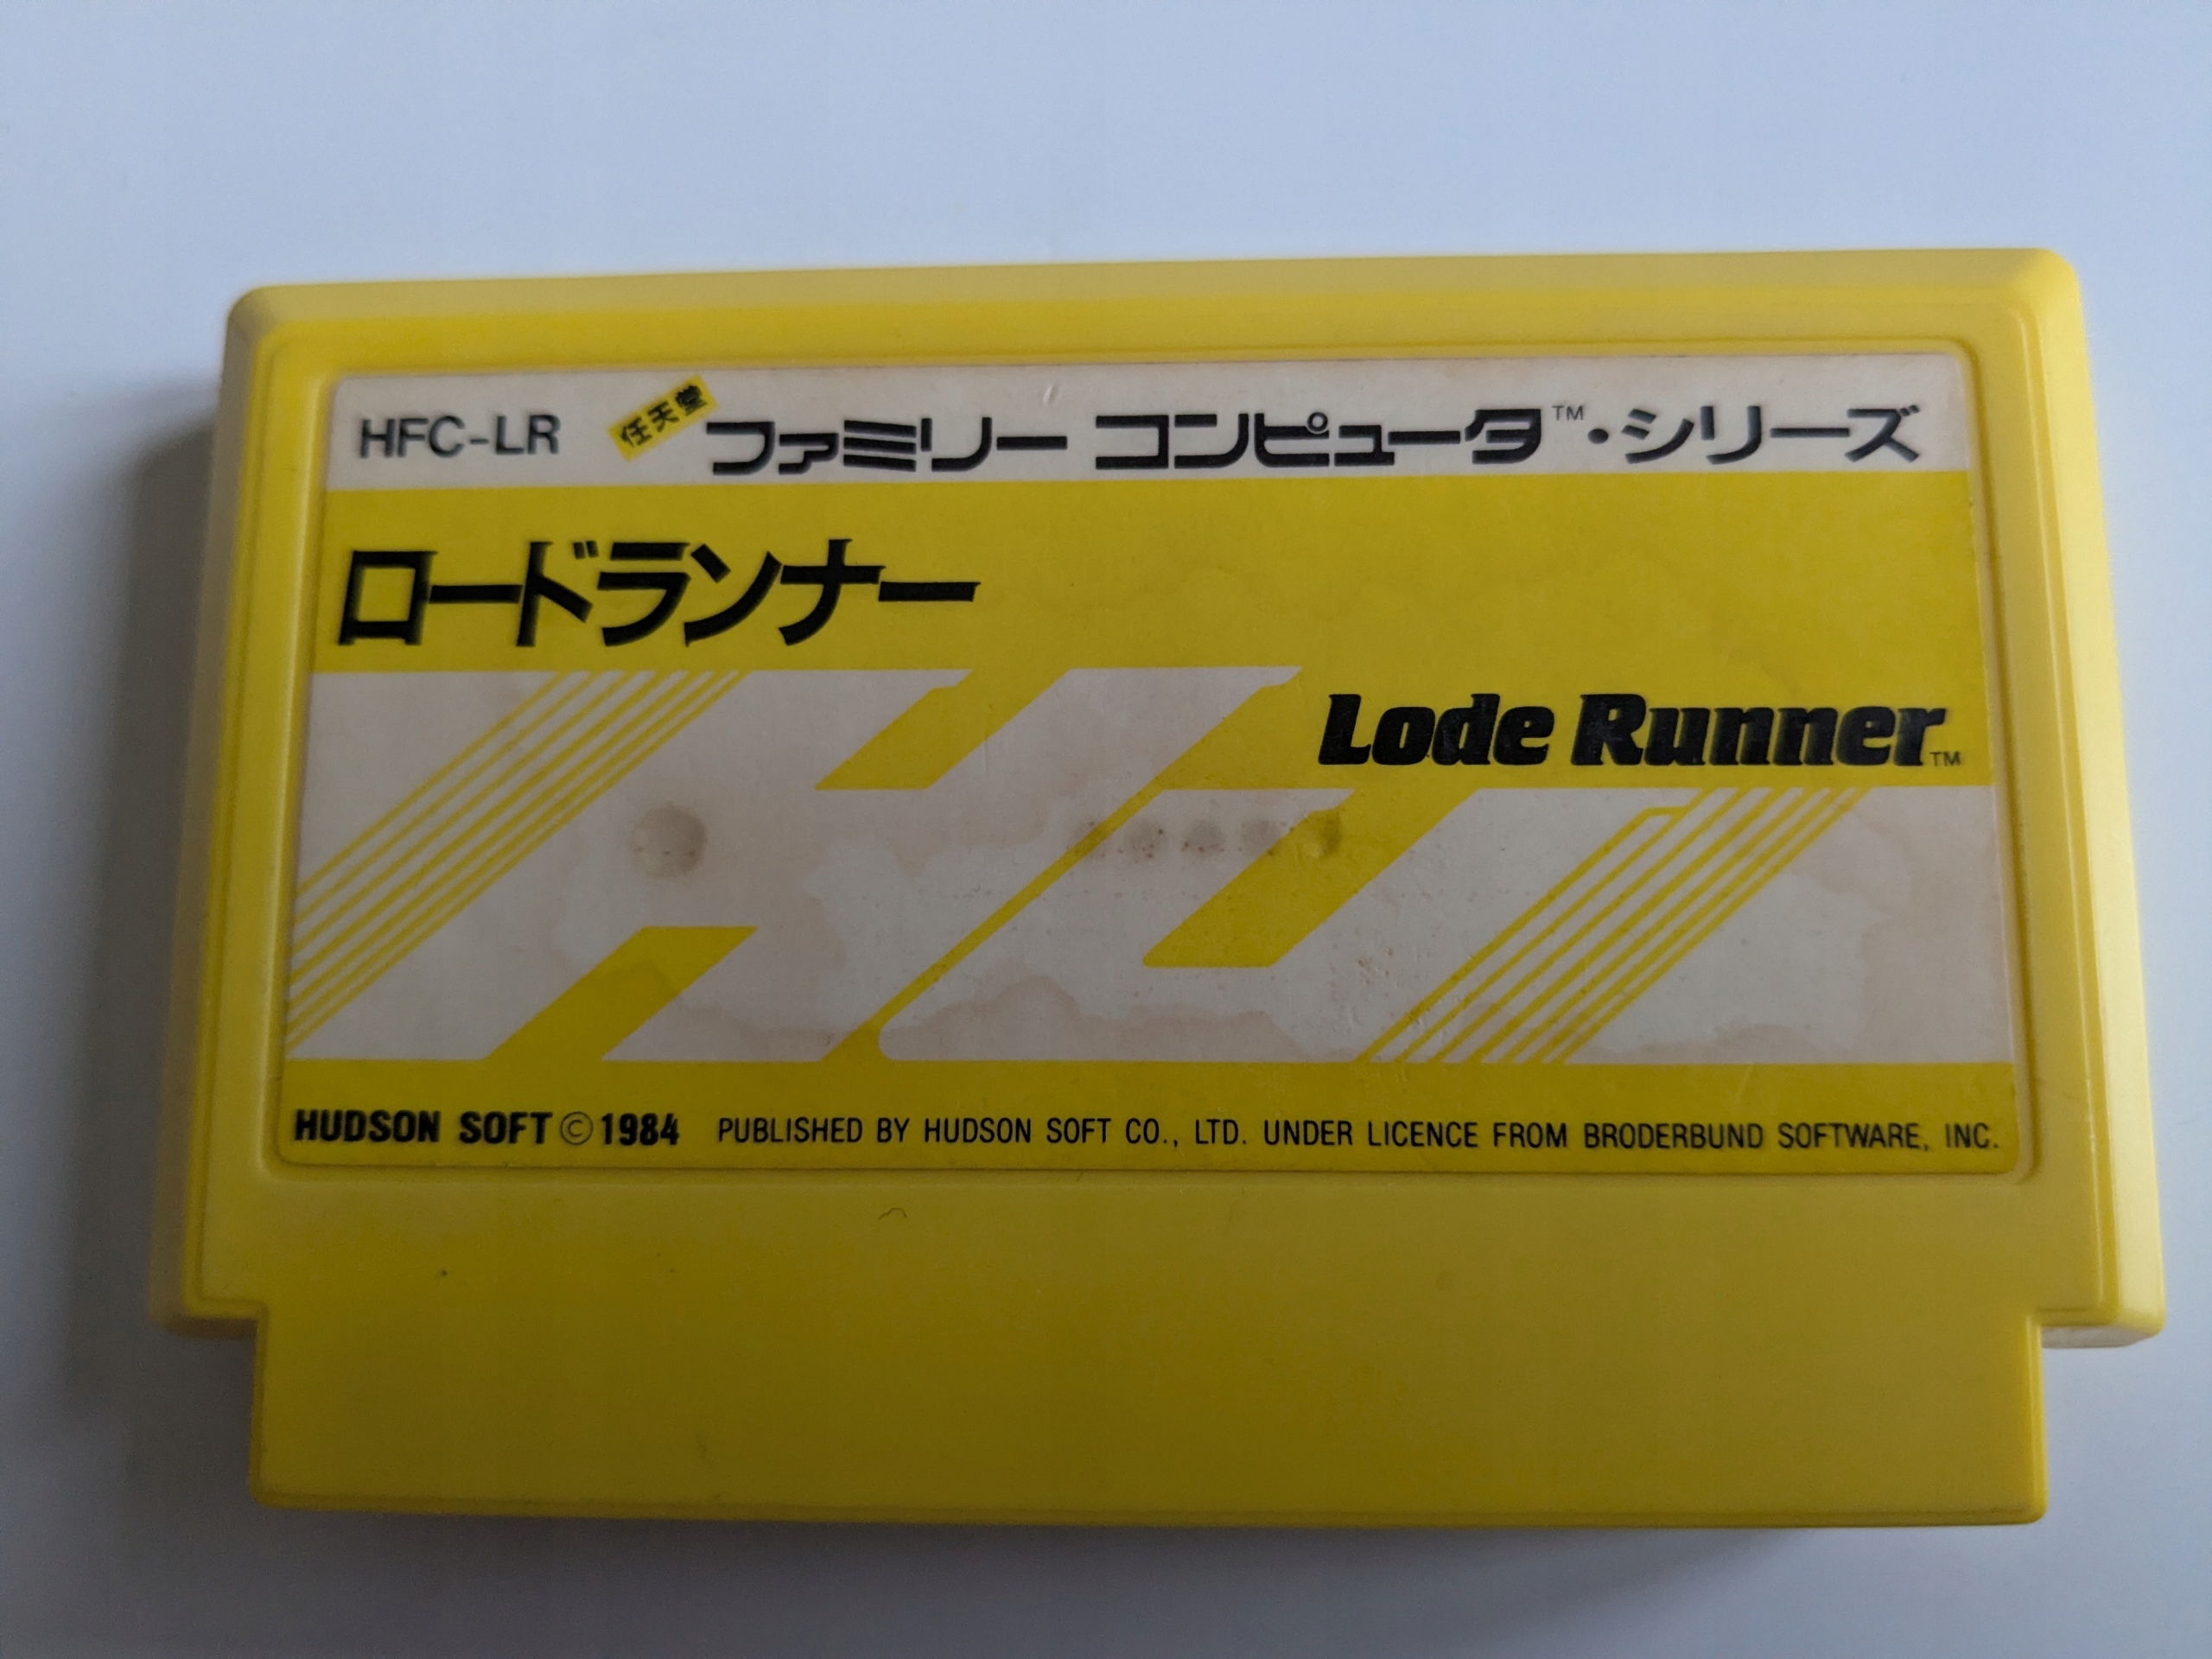 HFC-LR 任天堂 ファミリー コンピュータ™・シリーズ
ロードランナー
Lode Runner™
HUDSON SOFT © 1984 PUBLISHED BY HUDSON SOFT CO., LTD. UNDER LICENCE FROM BRODERBUND SOFTWARE, INC.